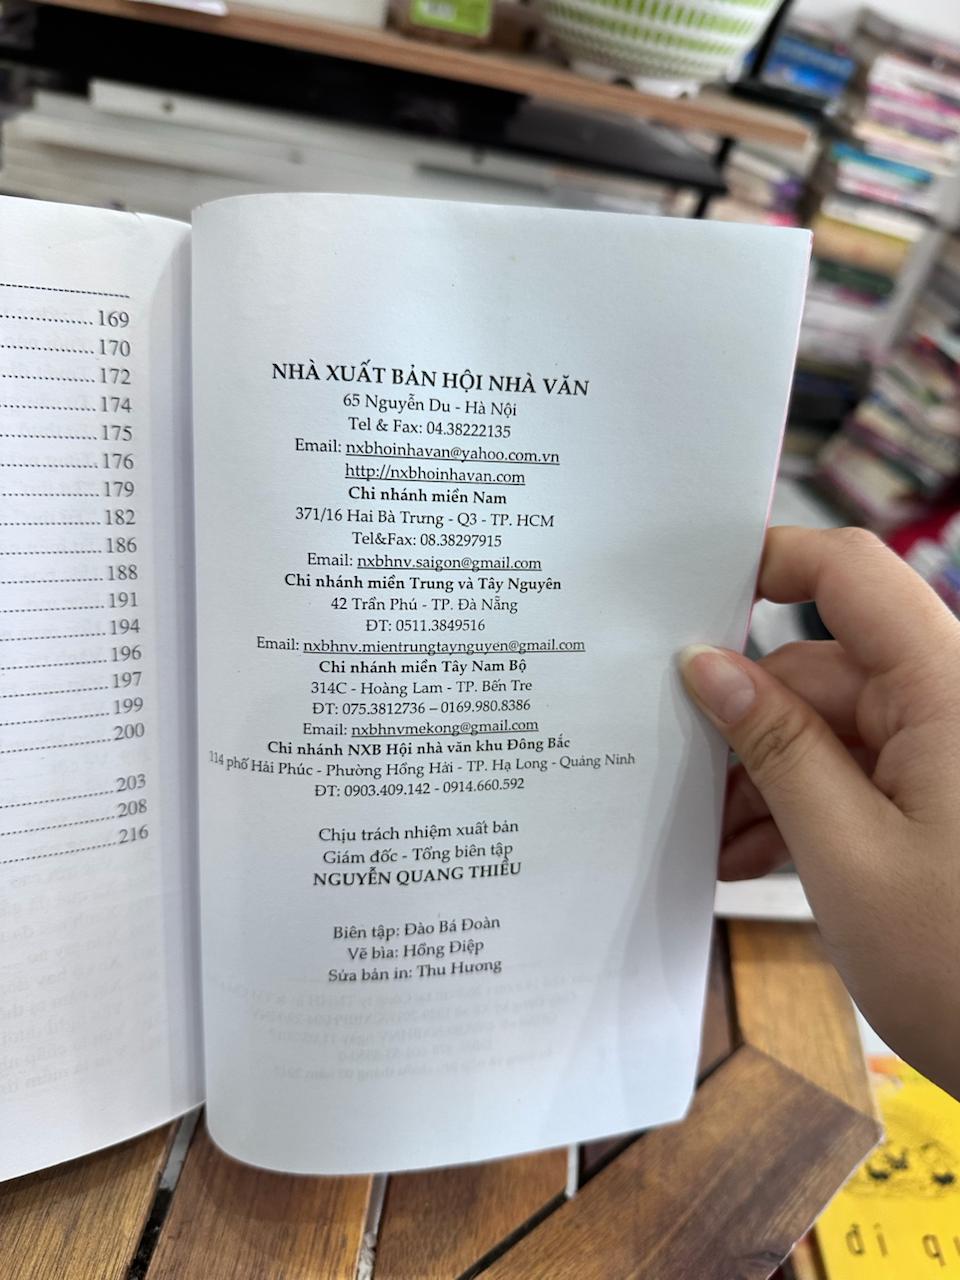 169
170
172
174
175
176
179
182
186
188
191
194
196
197
199
200
203
208
216
NHÀ XUẤT BẢN HỘI NHÀ VĂN
65 Nguyễn Du - Hà Nội
Tel & Fax: 04.38222135
Email: nxbhoinhavan@yahoo.com.vn
http://nxbhoinhavan.com
Chi nhánh miền Nam
371/16 Hai Bà Trưng - Q3 - TP. HCM
Tel&Fax: 08.38297915
Email: nxbhnv.saigon@gmail.com
Chi nhánh miền Trung và Tây Nguyên
42 Trần Phú - TP. Đà Nẵng
ĐT: 0511.3849516
Email: nxbhnv.mientrungtaynguyen@gmail.com
Chi nhánh miền Tây Nam Bộ
314C - Hoàng Lam - TP. Bến Tre
ĐT: 075.3812736 – 0169.980.8386
Email: nxbhnvmekong@gmail.com
Chi nhánh NXB Hội nhà văn khu Đông Bắc
114 phố Hải Phúc - Phường Hồng Hải - TP. Hạ Long - Quảng Ninh
ĐT: 0903.409.142 - 0914.660.592
Chịu trách nhiệm xuất bản
Giám đốc - Tổng biên tập
NGUYỄN QUANG THIỀU
Biên tập: Đào Bá Đoàn
Vẽ bìa: Hồng Điệp
Sửa bản in: Thu Hương